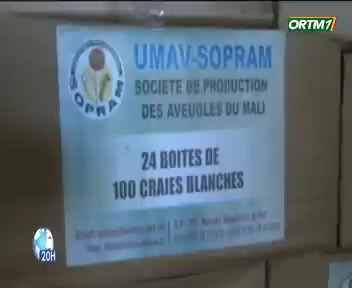 ORTM1
UMAV-SOPRAM
SOCIETE DE PRODUCTION
DES AVEUGLES DU MALI
SOPRAM
24 BOITES DE
100 CRAIES BLANCHES
20H